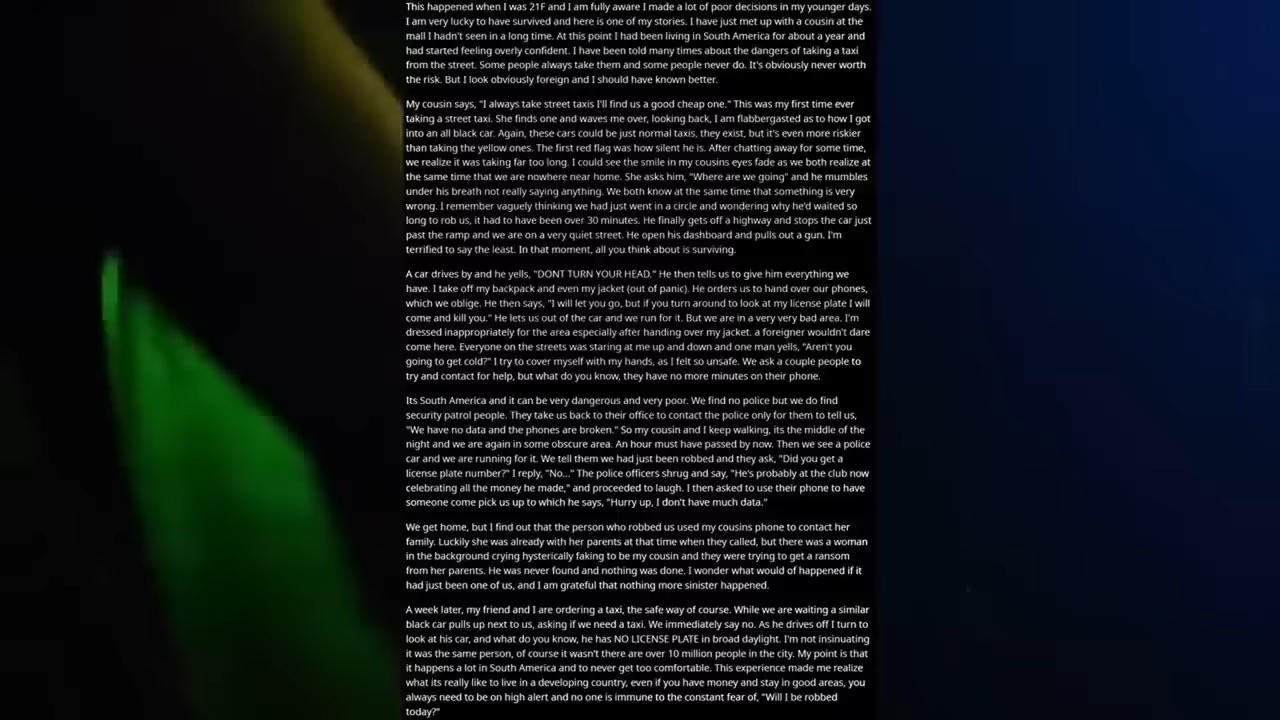 This happened when I was 21F and I am fully aware I made a lot of poor decisions in my younger days.
I am very lucky to have survived and here is one of my stories. I have just met up with a cousin at the
mall I hadn't seen in a long time. At this point I had been living in South America for about a year and
had started feeling overly confident. I have been told many times about the dangers of taking a taxi
from the street. Some people always take them and some people never do. It's obviously never worth
the risk. But I look obviously foreign and I should have known better.
My cousin says, "I always take street taxis I'll find us a good cheap one." This was my first time ever
taking a street taxi. She finds one and waves me over, looking back, I am flabbergasted as to how I got
into an all black car. Again, these cars could be just normal taxis, they exist, but it's even more riskier
than taking the yellow ones. The first red flag was how silent he is. After chatting away for some time,
we realize it was taking far too long. I could see the smile in my cousins eyes fade as we both realize at
the same time that we are nowhere near home. She asks him, "Where are we going" and he mumbles
under his breath not really saying anything. We both know at the same time that something is very
wrong. I remember vaguely thinking we had just went in a circle and wondering why he'd waited so
long to rob us, it had to have been over 30 minutes. He finally gets off a highway and stops the car just
past the ramp and we are on a very quiet street. He open his dashboard and pulls out a gun. I'm
terrified to say the least. In that moment, all you think about is surviving.
A car drives by and he yells, "DONT TURN YOUR HEAD." He then tells us to give him everything we
have. I take off my backpack and even my jacket (out of panic). He orders us to hand over our phones,
which we oblige. He then says, "I will let you go, but if you turn around to look at my license plate I will
come and kill you." He lets us out of the car and we run for it. But we are in a very very bad area. I'm
dressed inappropriately for the area especially after handing over my jacket. a foreigner wouldn't dare
come here. Everyone on the streets was staring at me up and down and one man yells, "Aren't you
going to get cold?" I try to cover myself with my hands, as I felt so unsafe. We ask a couple people to
try and contact for help, but what do you know, they have no more minutes on their phone.
Its South America and it can be very dangerous and very poor. We find no police but we do find
security patrol people. They take us back to their office to contact the police only for them to tell us,
"We have no data and the phones are broken." So my cousin and I keep walking, its the middle of the
night and we are again in some obscure area. An hour must have passed by now. Then we see a police
car and we are running for it. We tell them we had just been robbed and they ask, "Did you get a
license plate number?" I reply, "No..." The police officers shrug and say, "He's probably at the club now
celebrating all the money he made," and proceeded to laugh. I then asked to use their phone to have
someone come pick us up to which he says, "Hurry up, I don't have much data."
We get home, but I find out that the person who robbed us used my cousins phone to contact her
family. Luckily she was already with her parents at that time when they called, but there was a woman
in the background crying hysterically faking to be my cousin and they were trying to get a ransom
from her parents. He was never found and nothing was done. I wonder what would of happened if it
had just been one of us, and I am grateful that nothing more sinister happened.
A week later, my friend and I are ordering a taxi, the safe way of course. While we are waiting a similar
black car pulls up next to us, asking if we need a taxi. We immediately say no. As he drives off I turn to
look at his car, and what do you know, he has NO LICENSE PLATE in broad daylight. I'm not insinuating
it was the same person, of course it wasn't there are over 10 million people in the city. My point is that
it happens a lot in South America and to never get too comfortable. This experience made me realize
what its really like to live in a developing country, even if you have money and stay in good areas, you
always need to be on high alert and no one is immune to the constant fear of, "Will I be robbed
today?"